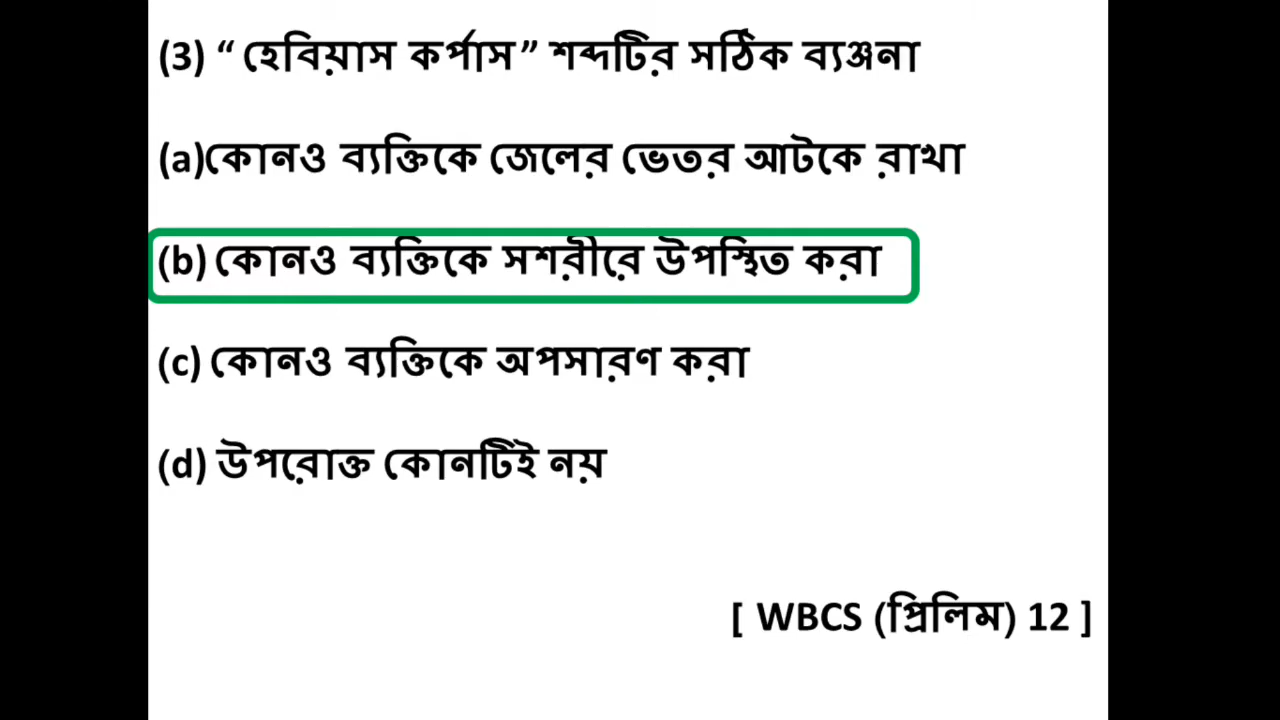 (3) “ হেবিয়াস কর্পাস” শব্দটির সঠিক ব্যঞ্জনা
(a)কোনও ব্যক্তিকে জেলের ভেতর আটকে রাখা
(b) কোনও ব্যক্তিকে সশরীরে উপস্থিত করা
(c) কোনও ব্যক্তিকে অপসারণ করা
(d) উপরোক্ত কোনটিই নয়
[ WBCS (প্রিলিম) 12 ]